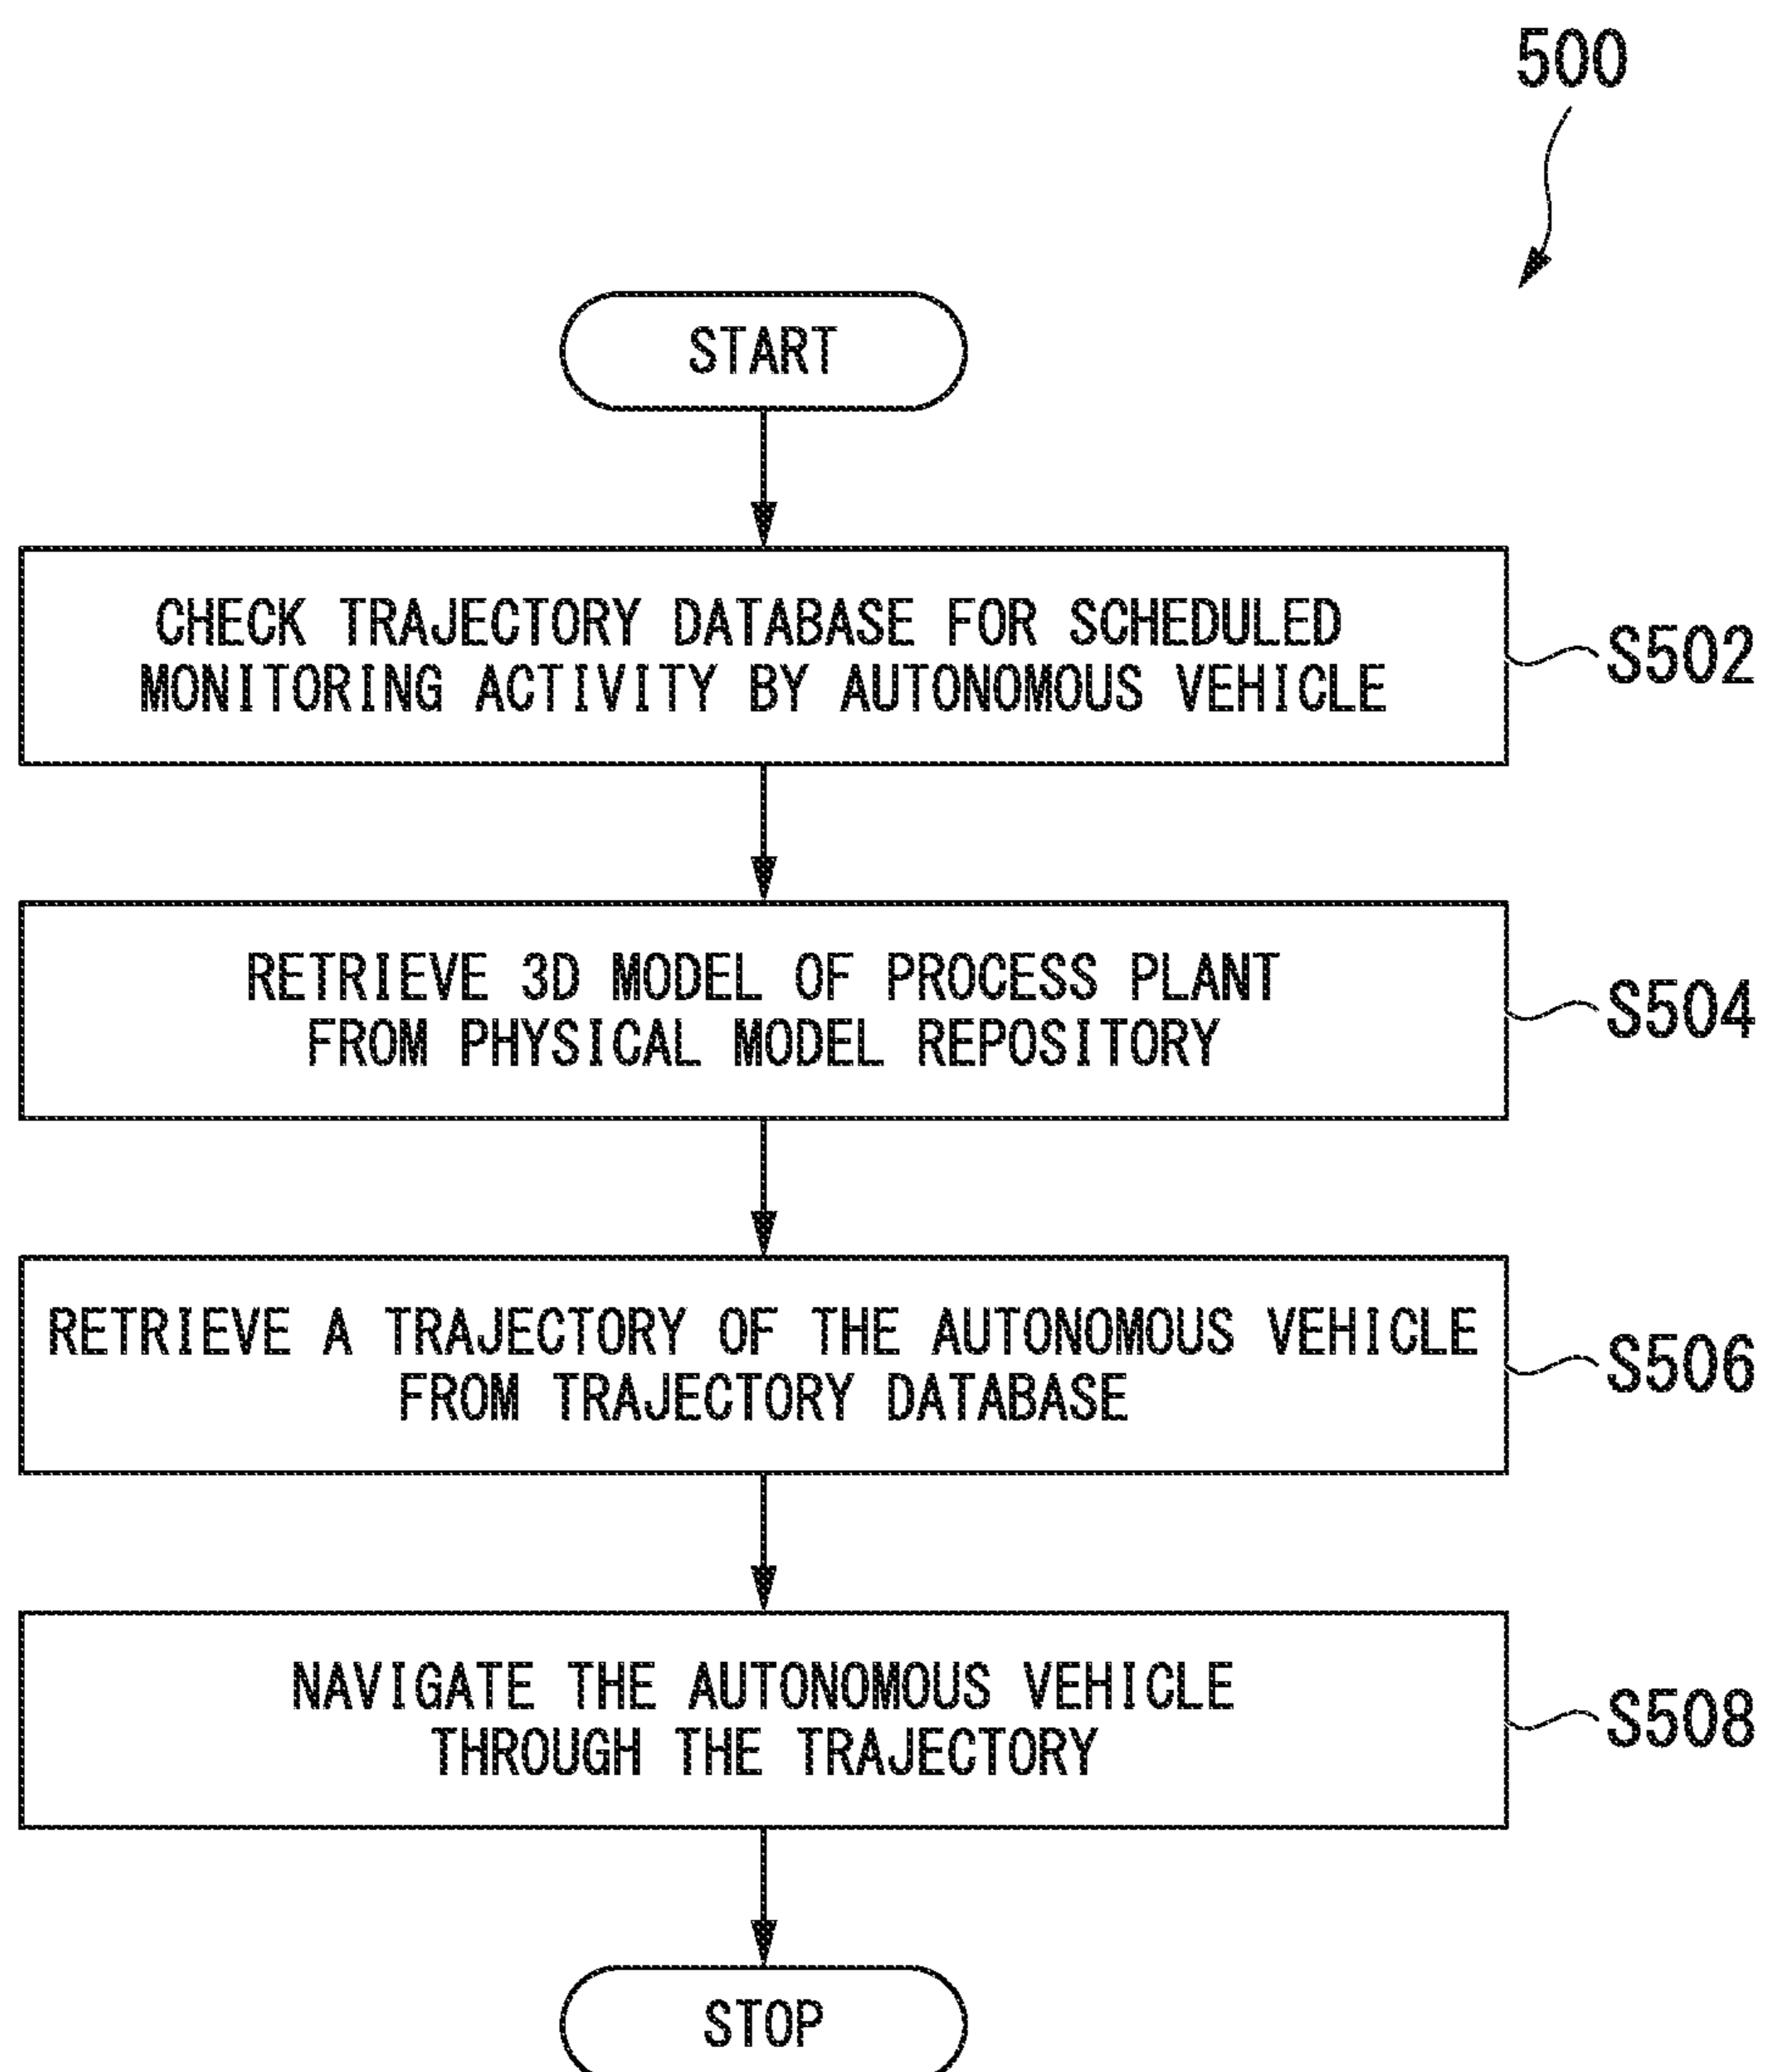 500
START
CHECK TRAJECTORY DATABASE FOR SCHEDULED
MONITORING ACTIVITY BY AUTONOMOUS VEHICLE
S502
RETRIEVE 3D MODEL OF PROCESS PLANT
FROM PHYSICAL MODEL REPOSITORY
S504
RETRIEVE A TRAJECTORY OF THE AUTONOMOUS VEHICLE
FROM TRAJECTORY DATABASE
S506
NAVIGATE THE AUTONOMOUS VEHICLE
THROUGH THE TRAJECTORY
S508
STOP